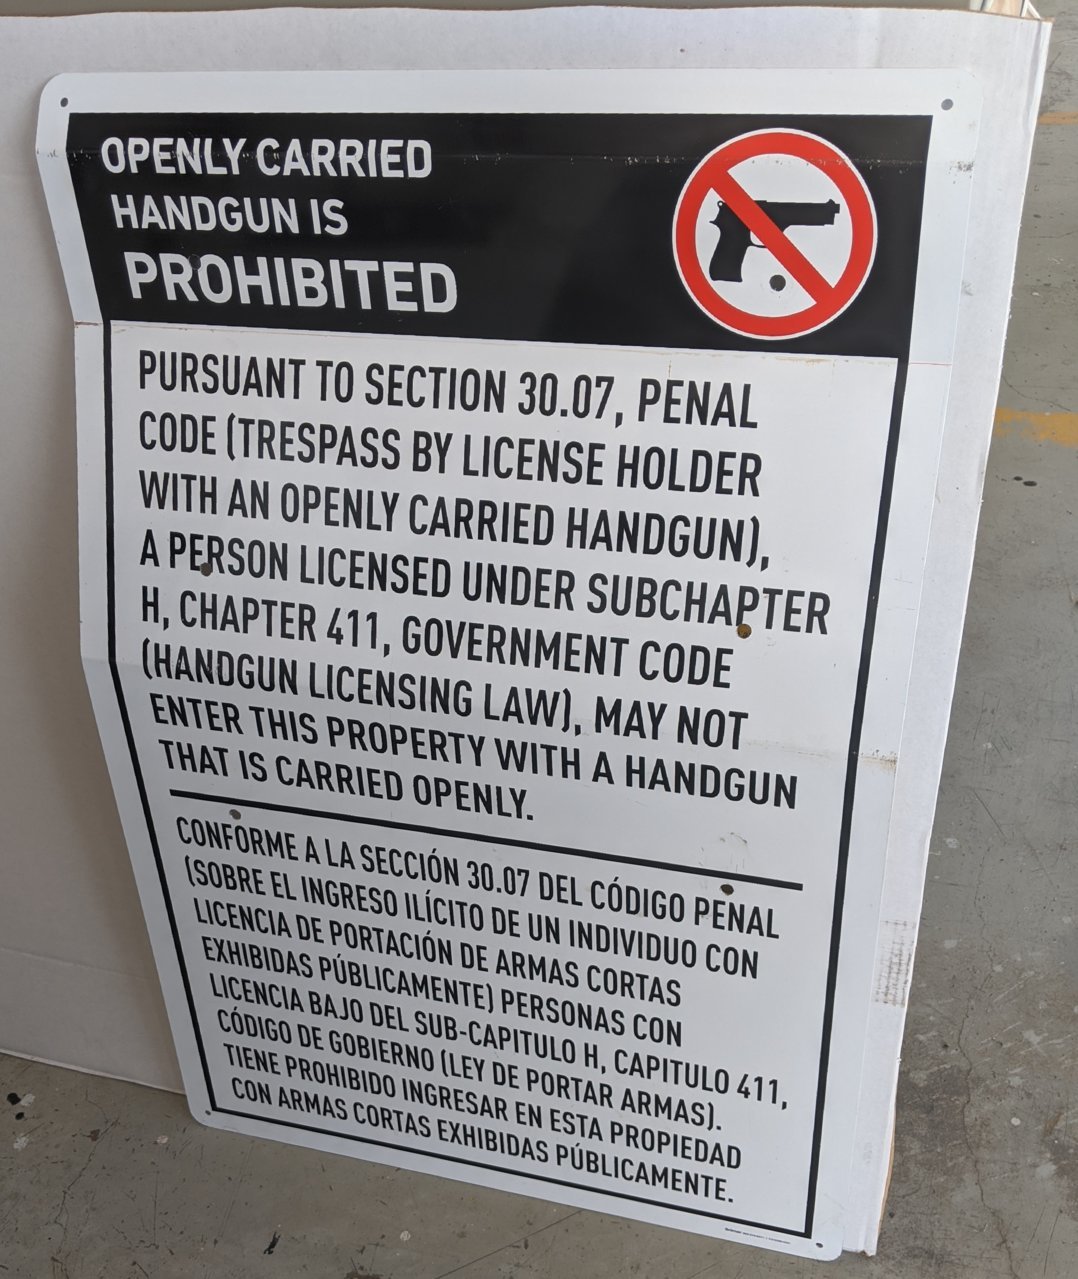 OPENLY CARRIED
HANDGUN IS
PROHIBITED
PURSUANT TO SECTION 30.07, PENAL
CODE (TRESPASS BY LICENSE HOLDER
WITH AN OPENLY CARRIED HANDGUN),
A PERSON LICENSED UNDER SUBCHAPTER
H, CHAPTER 411, GOVERNMENT CODE
(HANDGUN LICENSING LAW), MAY NOT
ENTER THIS PROPERTY WITH A HANDGUN
THAT IS CARRIED OPENLY.
CONFORME A LA SECCIÓN 30.07 DEL CÓDIGO PENAL
(SOBRE EL INGRESO ILÍCITO DE UN INDIVIDUO CON
LICENCIA DE PORTACIÓN DE ARMAS CORTAS
EXHIBIDAS PÚBLICAMENTE) PERSONAS CON
LICENCIA BAJO DEL SUB-CAPITULO H, CAPITULO 411,
CÓDIGO DE GOBIERNO (LEY DE PORTAR ARMAS).
TIENE PROHIBIDO INGRESAR EN ESTA PROPIEDAD
CON ARMAS CORTAS EXHIBIDAS PÚBLICAMENTE.